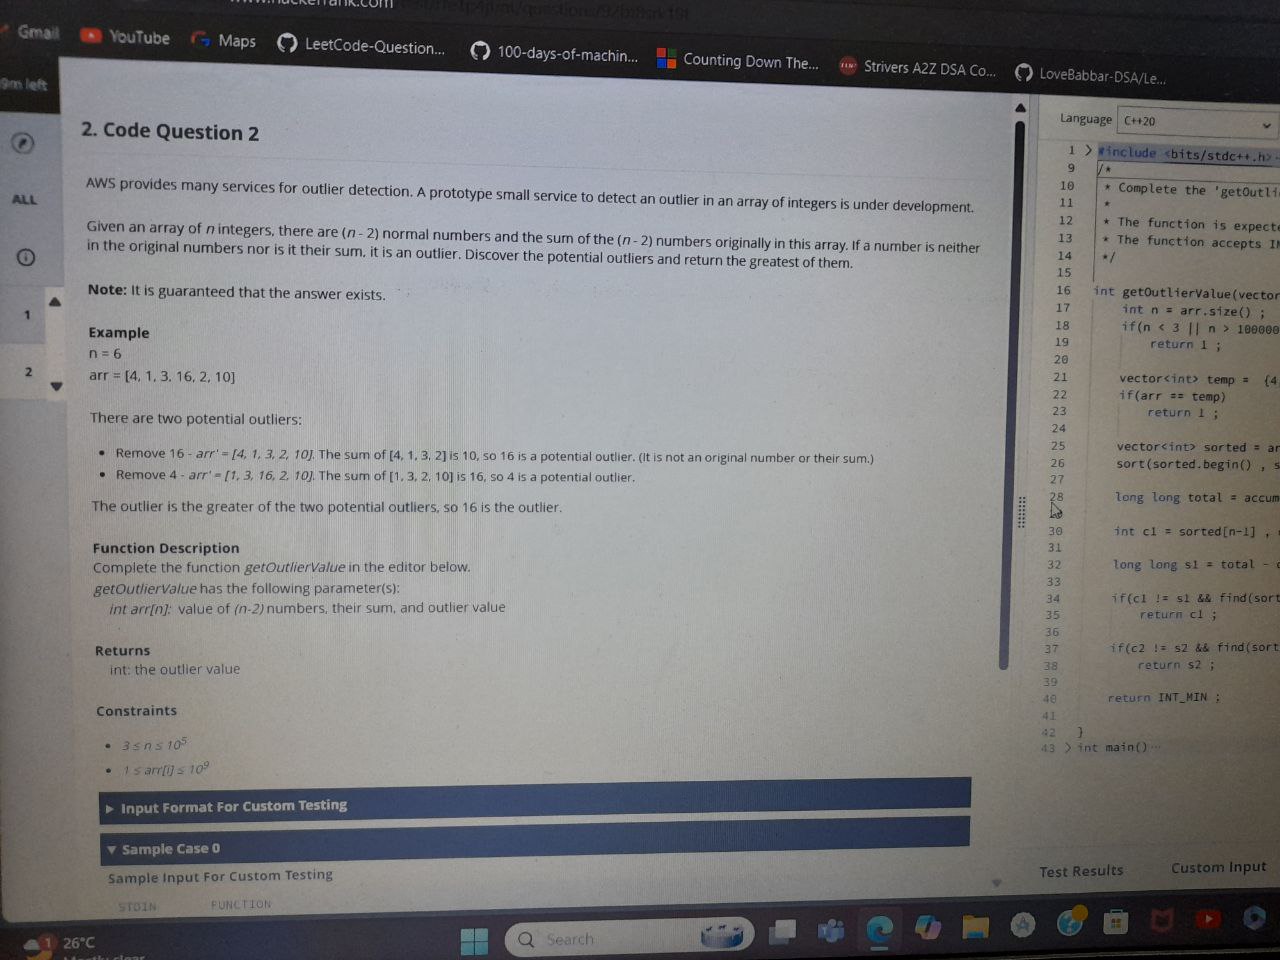 Gmail
YouTube
Maps
LeetCode-Question...
100-days-of-machin...
Counting Down The...
Strivers A2Z DSA Co...
LoveBabbar-DSA/Le...
9m left
ALL
1
2
2. Code Question 2
AWS provides many services for outlier detection. A prototype small service to detect an outlier in an array of integers is under development.
Given an array of n integers, there are (n - 2) normal numbers and the sum of the (n - 2) numbers originally in this array. If a number is neither
in the original numbers nor is it their sum, it is an outlier. Discover the potential outliers and return the greatest of them.
Note: It is guaranteed that the answer exists.
Example
n = 6
arr = [4, 1, 3, 16, 2, 10]
There are two potential outliers:
• Remove 16 - arr' = [4, 1, 3, 2, 10]. The sum of [4, 1, 3, 2] is 10, so 16 is a potential outlier. (It is not an original number or their sum.)
• Remove 4 - arr' = [1, 3, 16, 2, 10]. The sum of [1, 3, 2, 10] is 16, so 4 is a potential outlier.
The outlier is the greater of the two potential outliers, so 16 is the outlier.
Function Description
Complete the function getOutlierValue in the editor below.
getOutlierValue has the following parameter(s):
int arr[n]: value of (n-2) numbers, their sum, and outlier value
Returns
int: the outlier value
Constraints
• 3 ≤ n ≤ 10⁵
• 1 ≤ arr[i] ≤ 10⁹
Input Format For Custom Testing
Sample Case 0
Sample Input For Custom Testing
STDIN FUNCTION
Language C++20
1 #include <bits/stdc++.h>
9 /*
10 * Complete the 'getOutli
11 *
12 * The function is expecte
13 * The function accepts IN
14 */
15
16 int getOutlierValue(vector
17 int n = arr.size() ;
18 if(n < 3 || n > 100000
19 return 1 ;
20
21 vector<int> temp = {4
22 if(arr == temp)
23 return 1 ;
24
25 vector<int> sorted = ar
26 sort(sorted.begin() , s
27
28 long long total = accum
30 int c1 = sorted[n-1] ,
31
32 long long s1 = total -
33
34 if(c1 != s1 && find(sort
35 return c1 ;
36
37 if(c2 != s2 && find(sort
38 return s2 ;
39
40 return INT_MIN ;
41
42 }
43 int main() ...
Test Results
Custom Input
1
26°C
Mostly clear
Search